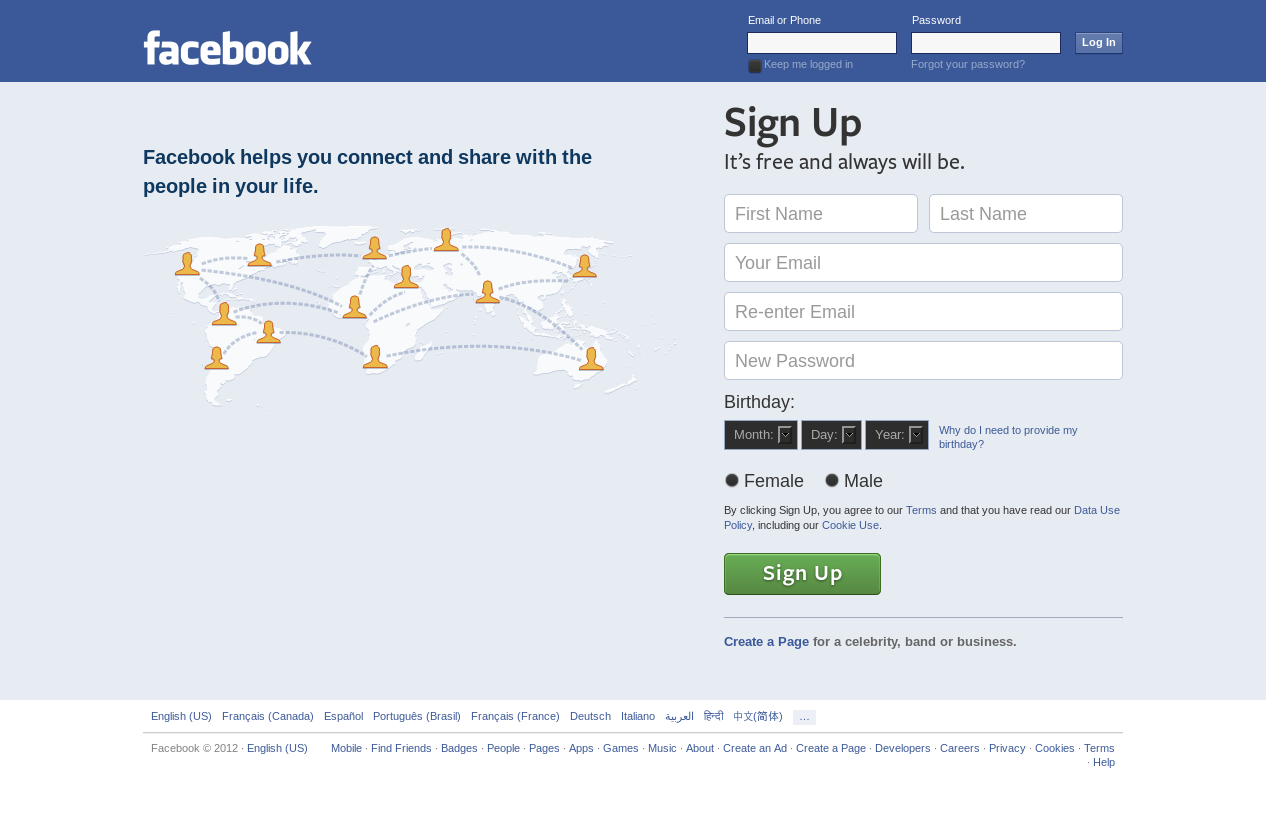 facebook
Email or Phone
Password
Log In
Keep me logged in
Forgot your password?
Facebook helps you connect and share with the
people in your life.
Sign Up
It's free and always will be.
First Name
Last Name
Your Email
Re-enter Email
New Password
Birthday:
Month:
Day:
Year:
Why do I need to provide my
birthday?
Female
Male
By clicking Sign Up, you agree to our Terms and that you have read our Data Use
Policy, including our Cookie Use.
Sign Up
Create a Page for a celebrity, band or business.
English (US) Français (Canada) Español Português (Brasil) Français (France) Deutsch Italiano العربية हिन्दी 中文(简体) ...
Facebook © 2012 · English (US)
Mobile · Find Friends · Badges · People · Pages · Apps · Games · Music · About · Create an Ad · Create a Page · Developers · Careers · Privacy · Cookies · Terms
· Help